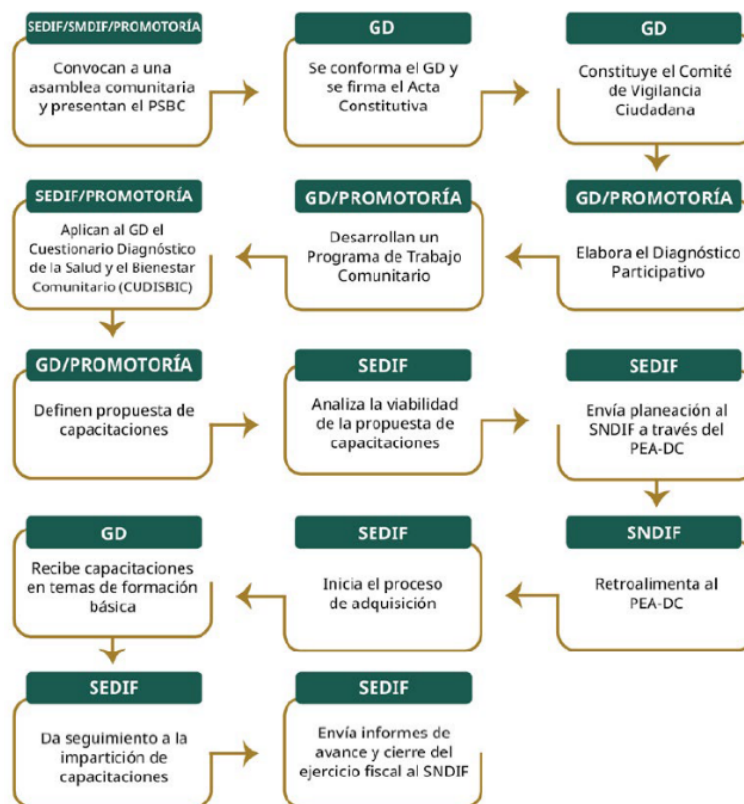 SEDIF/SMDIF/PROMOTORÍA
Convocan a una
asamblea comunitaria
y presentan el PSBC
GD
Se conforma el GD y
se firma el Acta
Constitutiva
GD
Constituye el Comité
de Vigilancia
Ciudadana
GD/PROMOTORÍA
Elabora el Diagnóstico
Participativo
GD/PROMOTORÍA
Desarrollan un
Programa de Trabajo
Comunitario
SEDIF/PROMOTORÍA
Aplican al GD el
Cuestionario Diagnóstico
de la Salud y el Bienestar
Comunitario (CUDISBIC)
GD/PROMOTORÍA
Definen propuesta de
capacitaciones
SEDIF
Analiza la viabilidad
de la propuesta de
capacitaciones
SEDIF
Envía planeación al
SNDIF a través del
PEA-DC
SNDIF
Retroalimenta al
PEA-DC
SEDIF
Inicia el proceso
de adquisición
GD
Recibe capacitaciones
en temas de formación
básica
SEDIF
Da seguimiento a la
impartición de
capacitaciones
SEDIF
Envía informes de
avance y cierre del
ejercicio fiscal al SNDIF